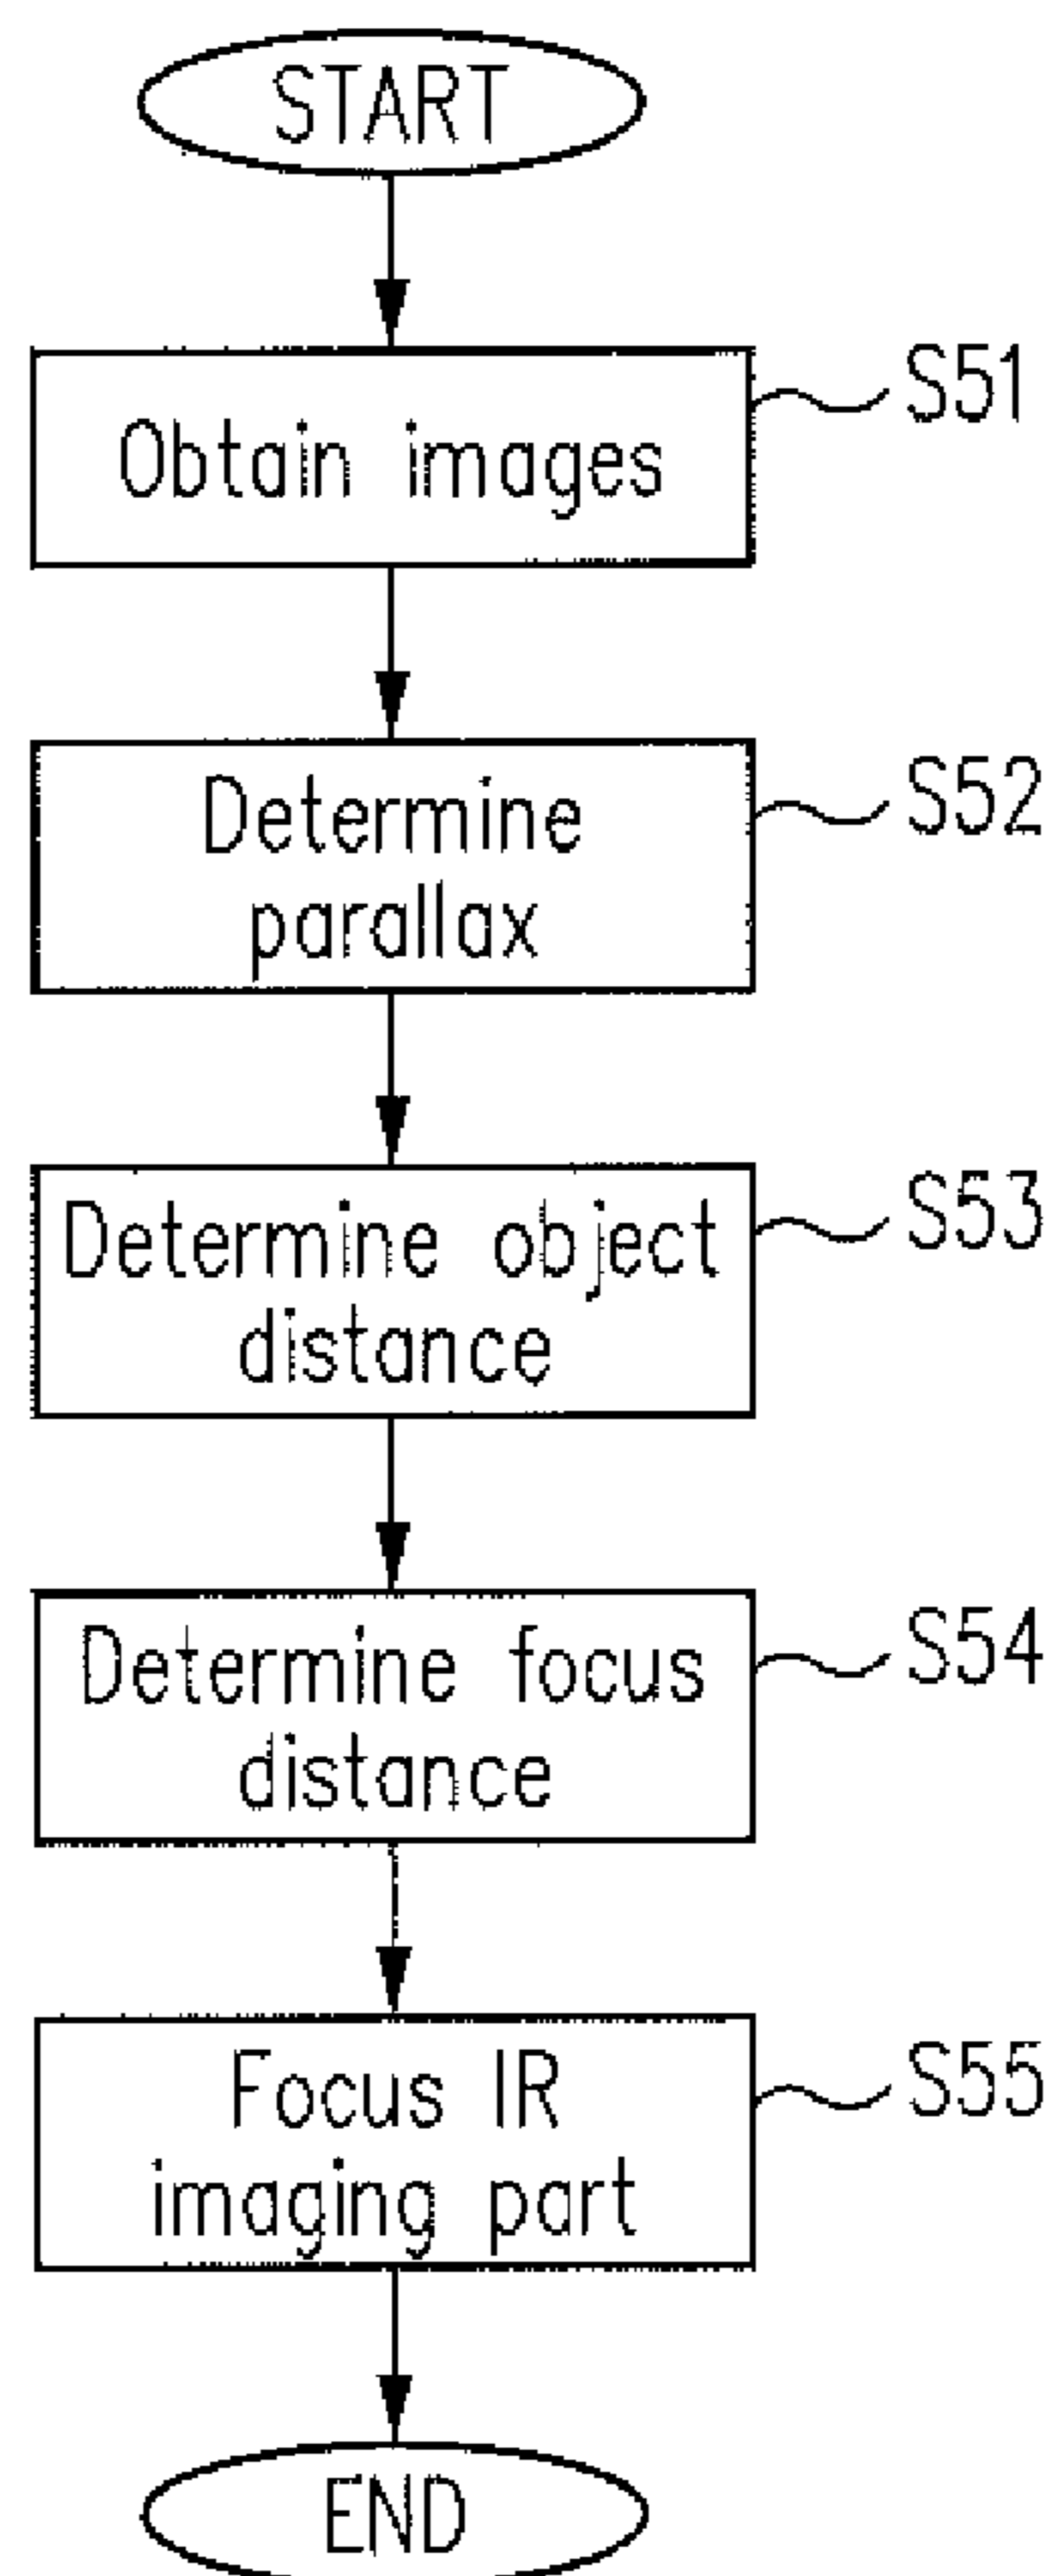 START
S51
Obtain images
S52
Determine
parallax
S53
Determine object
distance
S54
Determine focus
distance
S55
Focus IR
imaging part
END